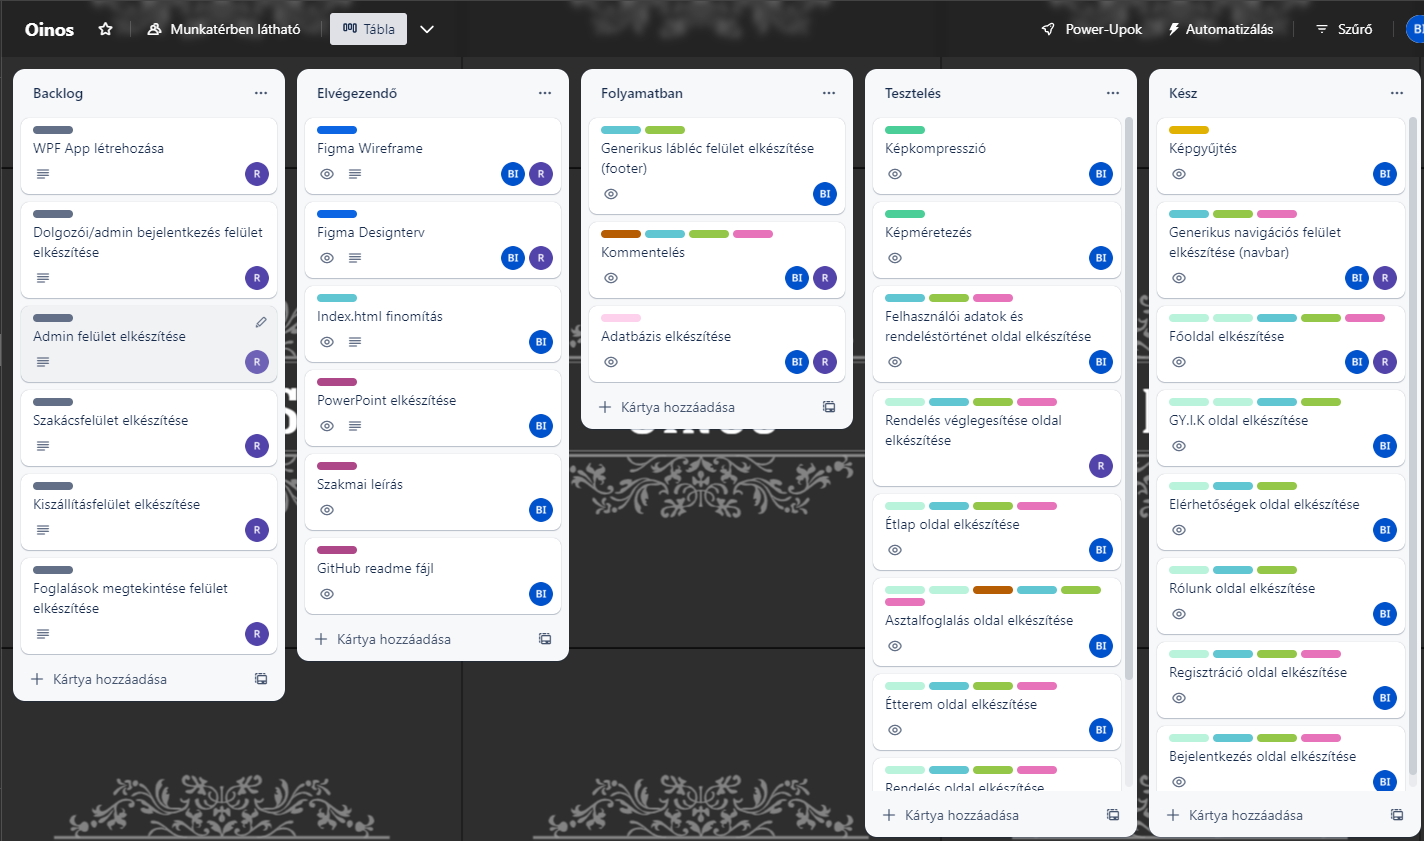 Oinos
Munkatérben látható
Tábla
Power-Upok
Automatizálás
Szűrő
BI
Backlog
WPF App létrehozása
R
Dolgozói/admin bejelentkezés felület
elkészítése
R
Admin felület elkészítése
R
Szakácsfelület elkészítése
R
Kiszállításfelület elkészítése
R
Foglalások megtekintése felület
elkészítése
R
Kártya hozzáadása
Elvégezendő
Figma Wireframe
BI R
Figma Designterv
BI R
Index.html finomítás
BI
PowerPoint elkészítése
BI
Szakmai leírás
BI
GitHub readme fájl
BI
Kártya hozzáadása
Folyamatban
Generikus lábléc felület elkészítése
(footer)
BI
Kommentelés
BI R
Adatbázis elkészítése
BI R
Kártya hozzáadása
Tesztelés
Képkompresszió
BI
Képméretezés
BI
Felhasználói adatok és
rendeléstörténet oldal elkészítése
BI
Rendelés véglegesítése oldal
elkészítése
R
Étlap oldal elkészítése
BI
Asztalfoglalás oldal elkészítése
BI
Étterem oldal elkészítése
BI
Rendelés oldal elkészítése
Kártya hozzáadása
Kész
Képgyűjtés
BI
Generikus navigációs felület
elkészítése (navbar)
BI R
Főoldal elkészítése
BI R
GY.I.K oldal elkészítése
BI
Elérhetőségek oldal elkészítése
BI
Rólunk oldal elkészítése
BI
Regisztráció oldal elkészítése
BI
Bejelentkezés oldal elkészítése
BI
Kártya hozzáadása